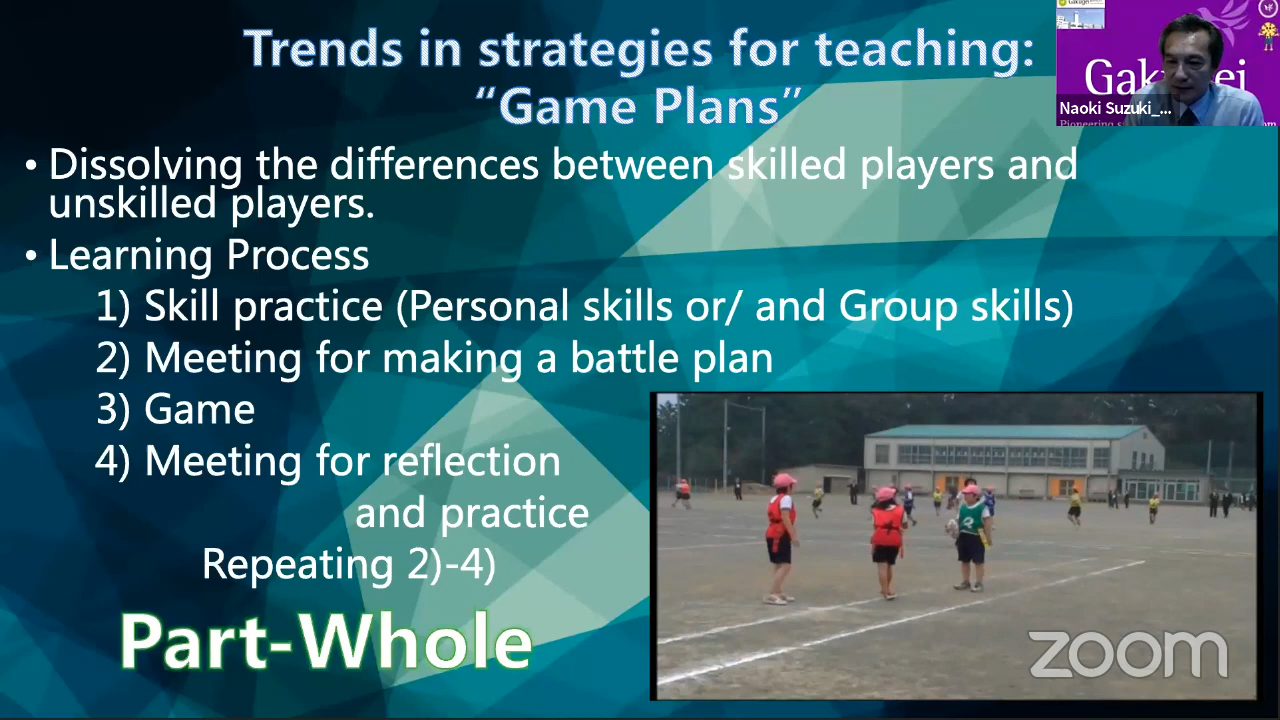 Trends in strategies for teaching:
“Game Plans”
• Dissolving the differences between skilled players and
unskilled players.
• Learning Process
1) Skill practice (Personal skills or/ and Group skills)
2) Meeting for making a battle plan
3) Game
4) Meeting for reflection
and practice
Repeating 2)-4)
Part-Whole
Gakugei
Naoki Suzuki_...
Pioneering
zoom